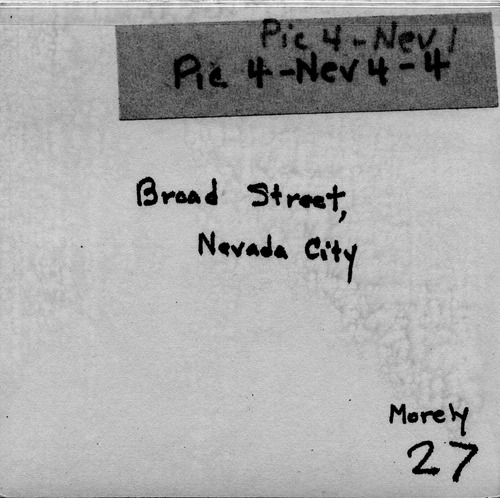 Pic 4-Nev 1
Pic 4-Nev 4-4
Broad Street,
Nevada City
Morely
27